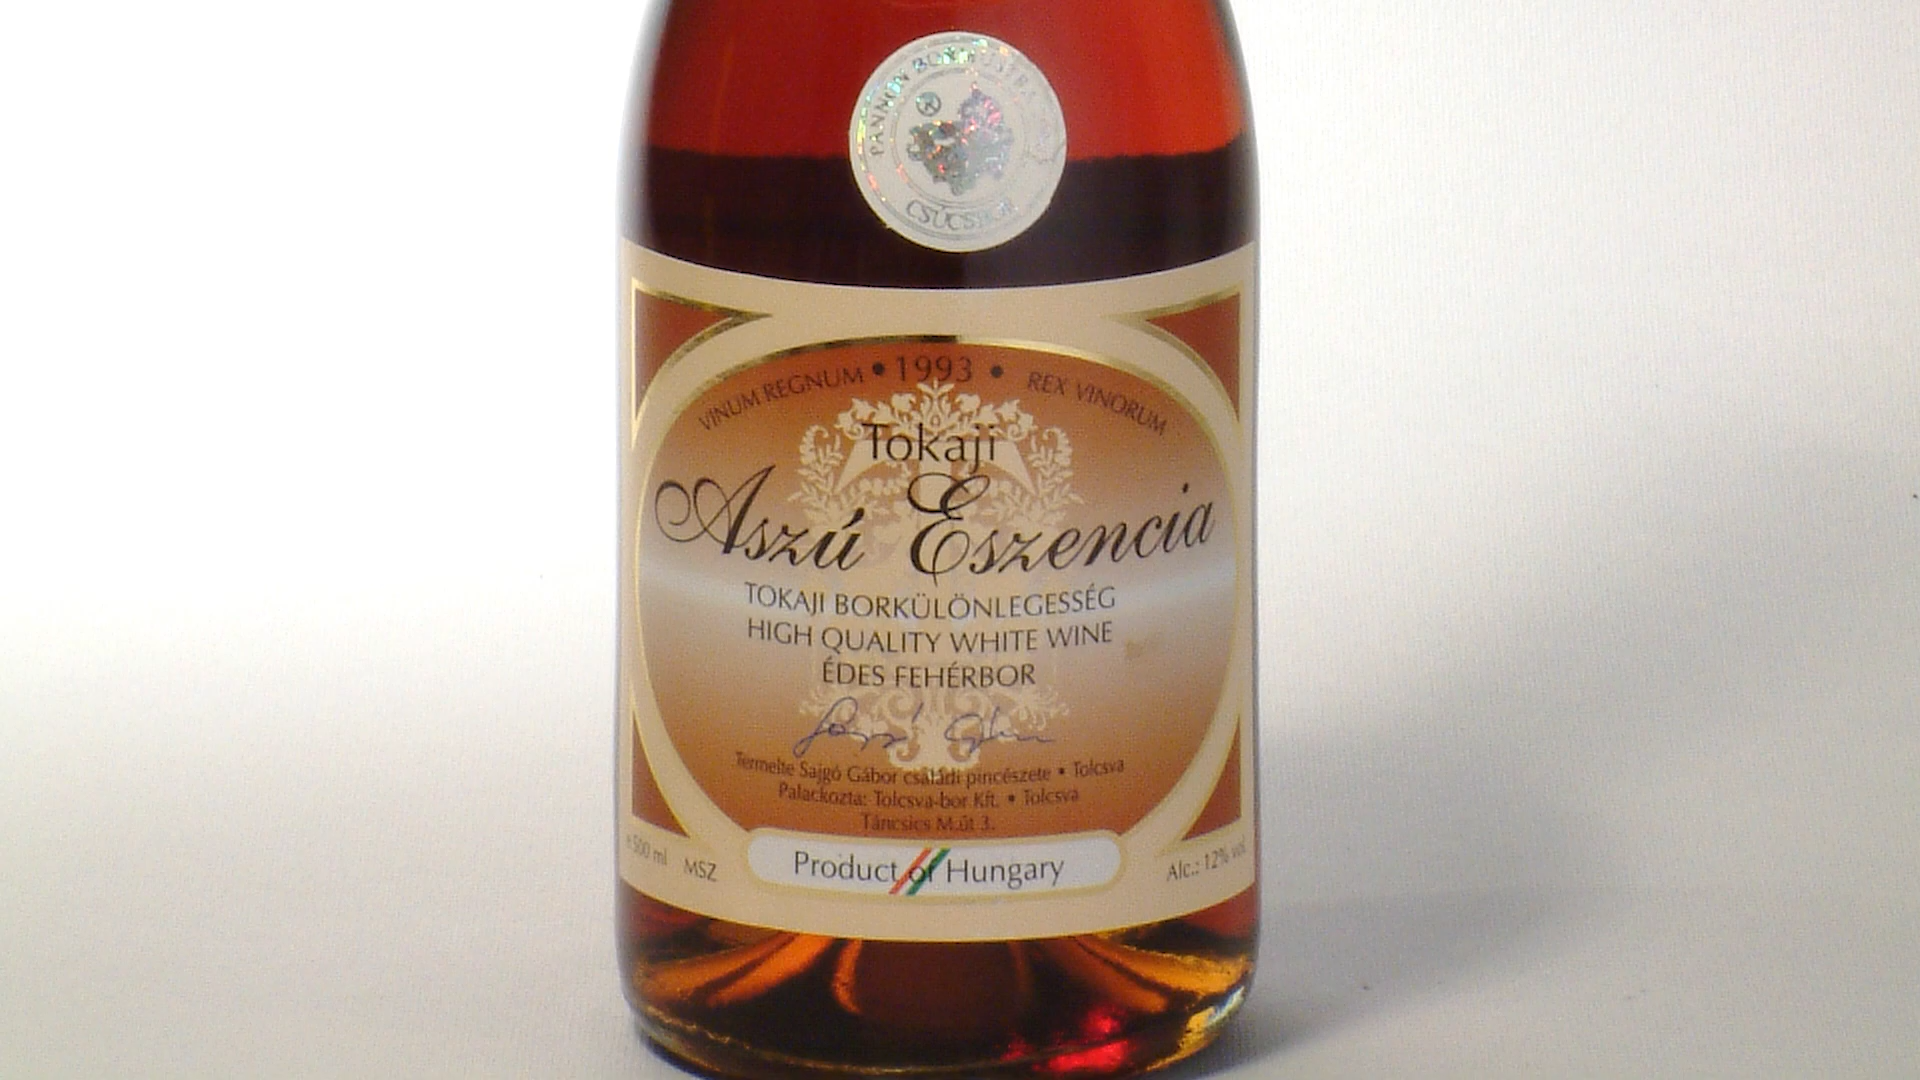 PANNON BORMUSTRA
CSÚCSBOR
VINUM REGNUM • 1993 • REX VINORUM
Tokaji
Aszú Eszencia
TOKAJI BORKÜLÖNLEGESSÉG
HIGH QUALITY WHITE WINE
ÉDES FEHÉRBOR
Termelte Sajgó Gábor családi pincészete • Tolcsva
Palackozta: Tolcsva-bor Kft. • Tolcsva
Táncsics M.út 3.
500 ml MSZ
Product of Hungary
Alc.: 12% vol